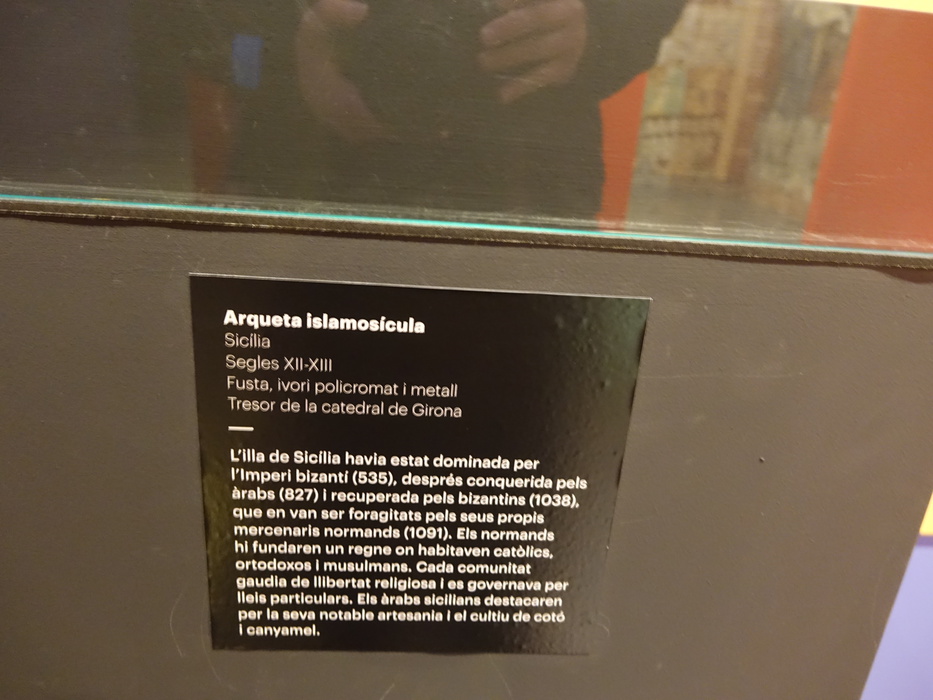 Arqueta islamosícula
Sicília
Segles XII-XIII
Fusta, ivori policromat i metall
Tresor de la catedral de Girona
L'illa de Sicília havia estat dominada per
l'Imperi bizantí (535), després conquerida pels
àrabs (827) i recuperada pels bizantins (1038),
que en van ser foragitats pels seus propis
mercenaris normands (1091). Els normands
hi fundaren un regne on habitaven catòlics,
ortodoxos i musulmans. Cada comunitat
gaudia de llibertat religiosa i es governava per
lleis particulars. Els àrabs sicilians destacaren
per la seva notable artesania i el cultiu de cotó
i canyamel.